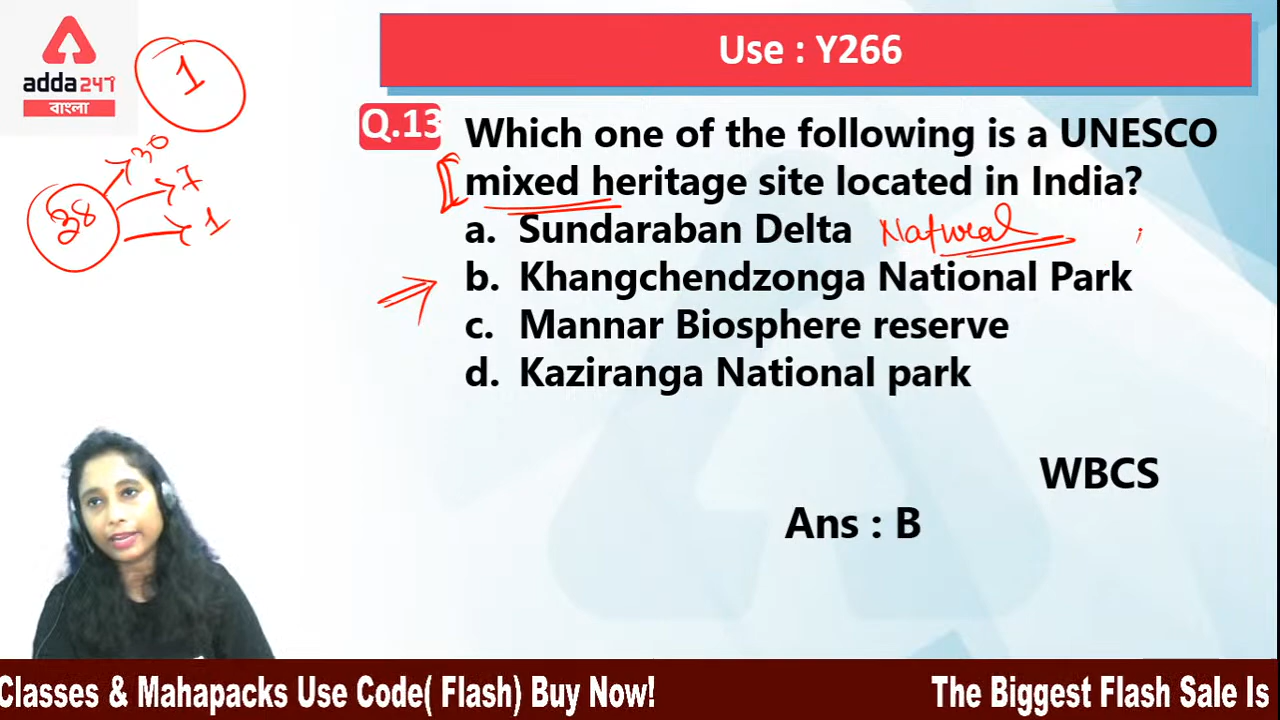 adda247
বাংলা
1
38
30
7
1
Use : Y266
Q.13
Which one of the following is a UNESCO
mixed heritage site located in India?
a. Sundaraban Delta Natural
b. Khangchendzonga National Park
c. Mannar Biosphere reserve
d. Kaziranga National park
WBCS
Ans : B
Classes & Mahapacks Use Code( Flash) Buy Now! The Biggest Flash Sale Is